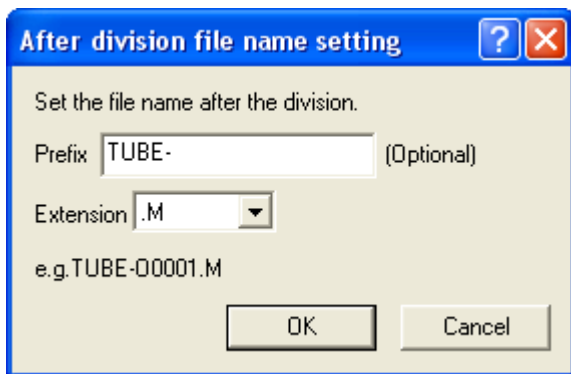 After division file name setting
Set the file name after the division.
Prefix TUBE- (Optional)
Extension .M
e.g.TUBE-O0001.M
OK Cancel